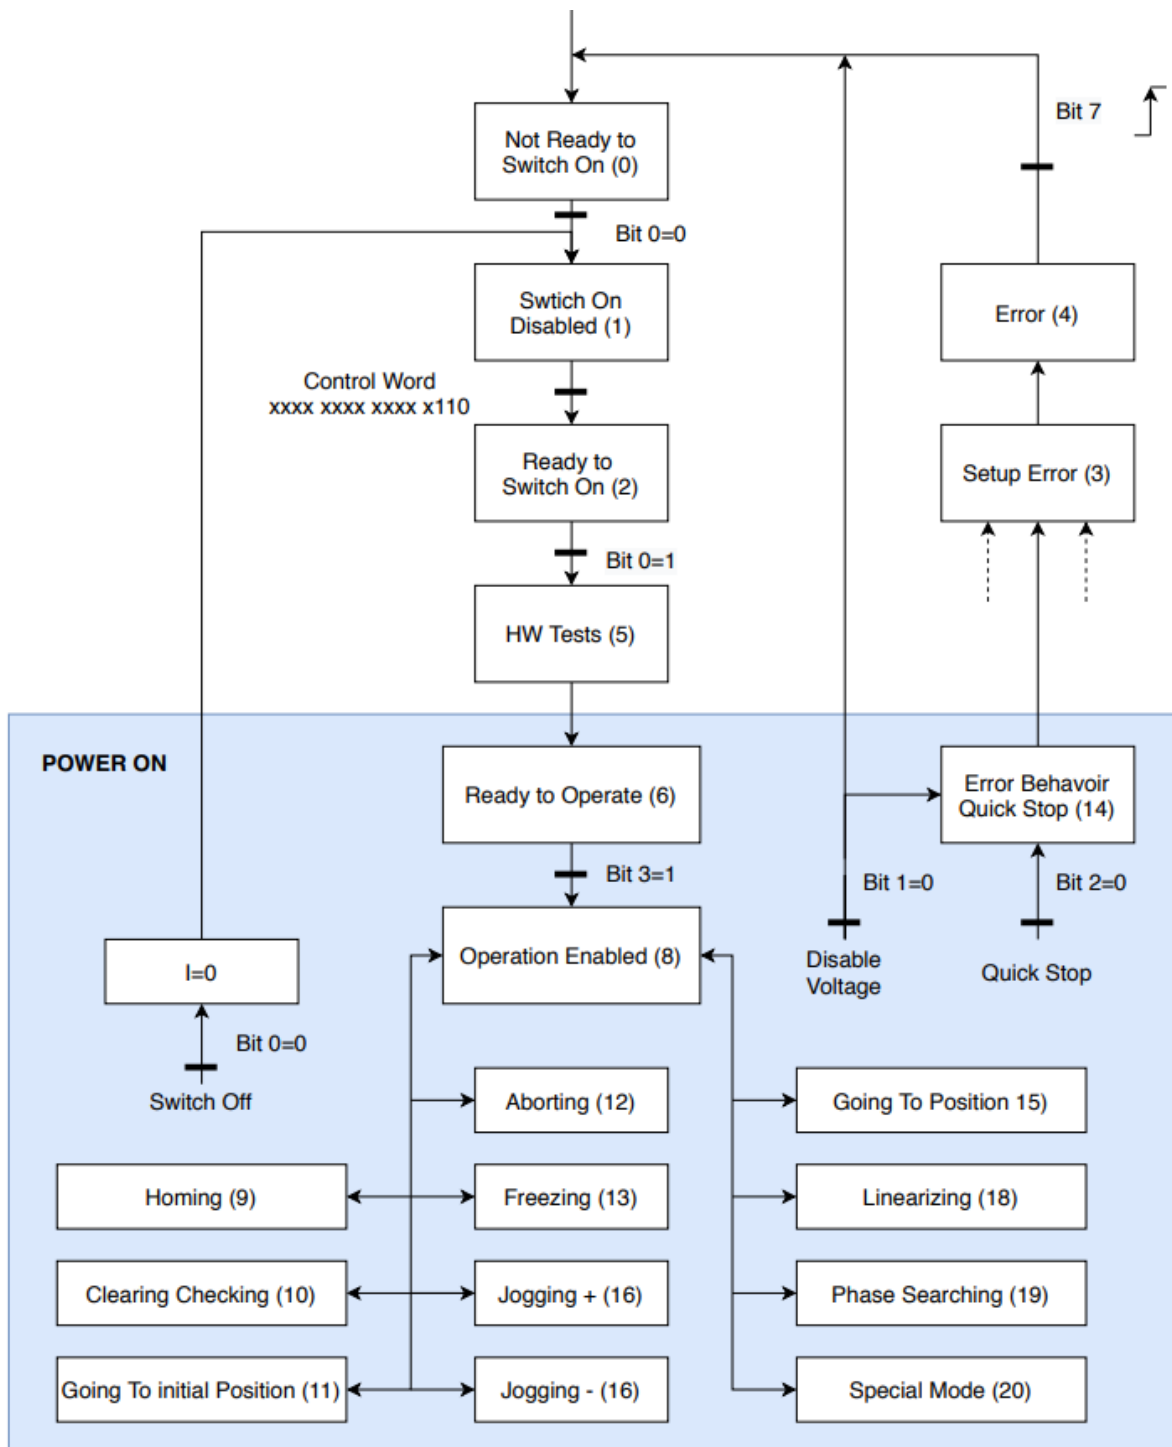 Bit 7
Not Ready to
Switch On (0)
Bit 0=0
Swtich On
Disabled (1)
Error (4)
Control Word
xxxx xxxx xxxx x110
Ready to
Switch On (2)
Setup Error (3)
Bit 0=1
HW Tests (5)
POWER ON
Ready to Operate (6)
Error Behavoir
Quick Stop (14)
Bit 3=1
Bit 1=0
Bit 2=0
Operation Enabled (8)
I=0
Disable
Voltage
Quick Stop
Bit 0=0
Switch Off
Aborting (12)
Going To Position 15)
Homing (9)
Freezing (13)
Linearizing (18)
Clearing Checking (10)
Jogging + (16)
Phase Searching (19)
Going To initial Position (11)
Jogging - (16)
Special Mode (20)